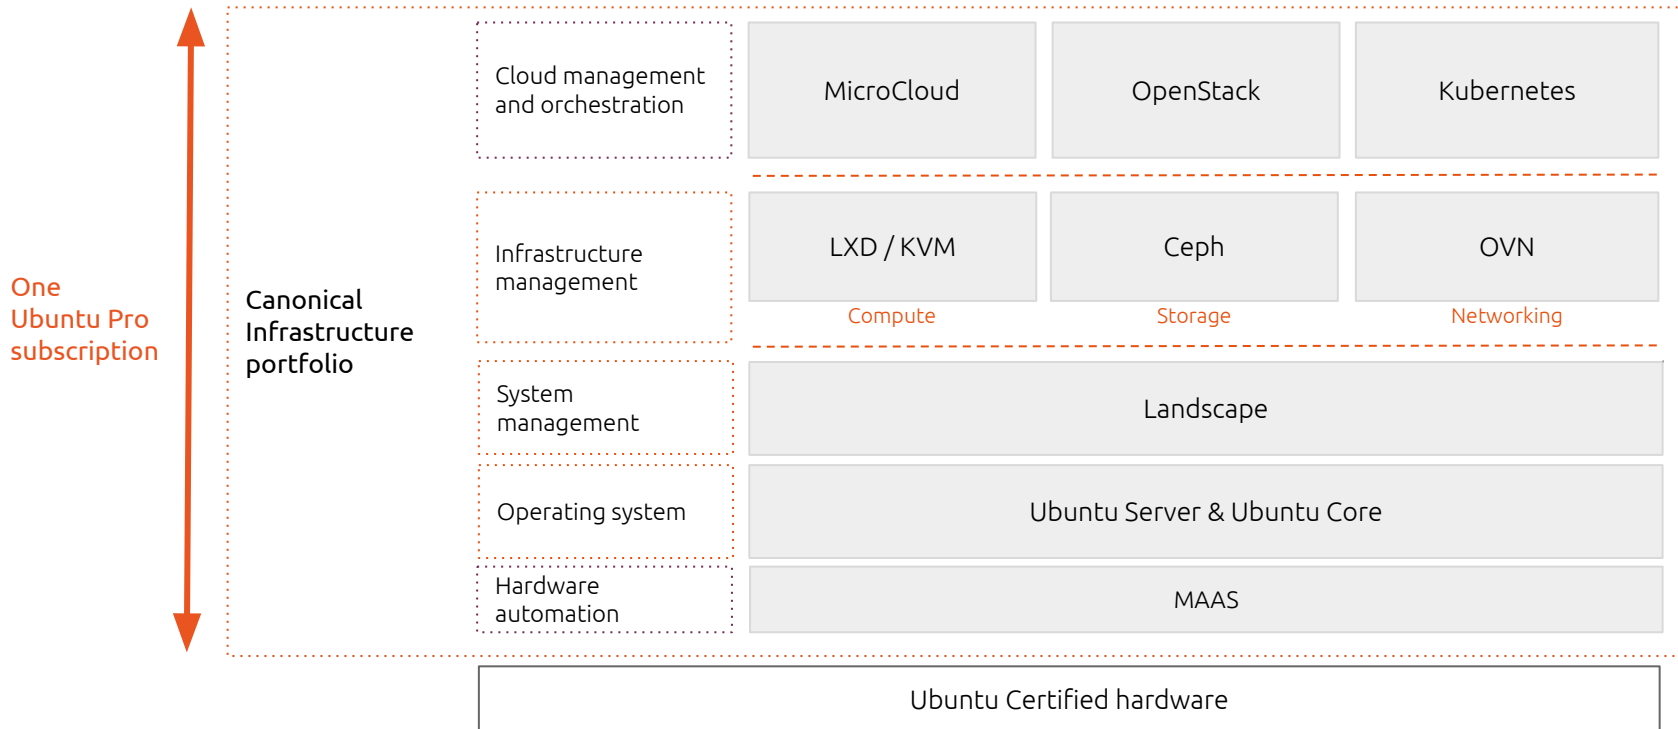 One
Ubuntu Pro
subscription
Canonical
Infrastructure
portfolio
Cloud management
and orchestration
MicroCloud
OpenStack
Kubernetes
Infrastructure
management
LXD / KVM
Ceph
OVN
Compute
Storage
Networking
System
management
Landscape
Operating system
Ubuntu Server & Ubuntu Core
Hardware
automation
MAAS
Ubuntu Certified hardware